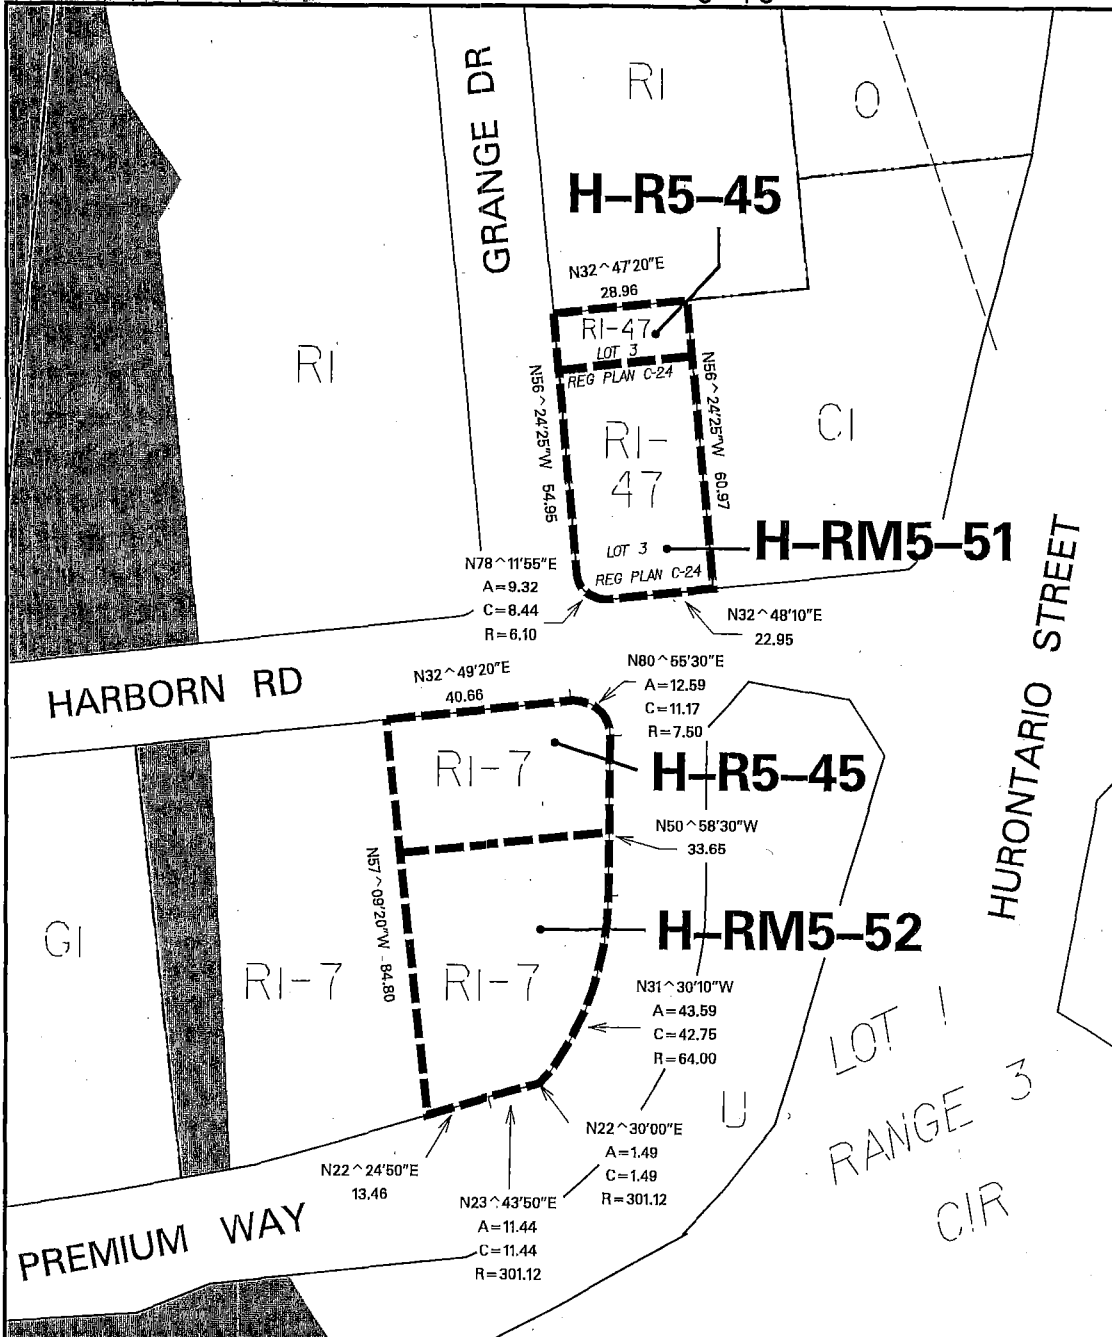 GRANGE DR
RI
O
H-R5-45
N32^47'20"E
28.96
RI-47
LOT 3
REG PLAN C-24
RI
N56^24'25"W 54.95
N56^24'25"W 60.97
RI-
47
CI
LOT 3
REG PLAN C-24
H-RM5-51
N78^11'55"E
A=9.32
C=8.44
R=6.10
N32^48'10"E
22.95
HURONTARIO STREET
HARBORN RD
N32^49'20"E
40.66
N80^55'30"E
A=12.59
C=11.17
R=7.50
RI-7
H-R5-45
N50^58'30"W
33.65
N57^09'20"W 84.80
GI
RI-7
RI-7
H-RM5-52
N31^30'10"W
A=43.59
C=42.75
R=64.00
LOT 1
RANGE 3
CIR
U
N22^30'00"E
A=1.49
C=1.49
R=301.12
N22^24'50"E
13.46
N23^43'50"E
A=11.44
C=11.44
R=301.12
PREMIUM WAY